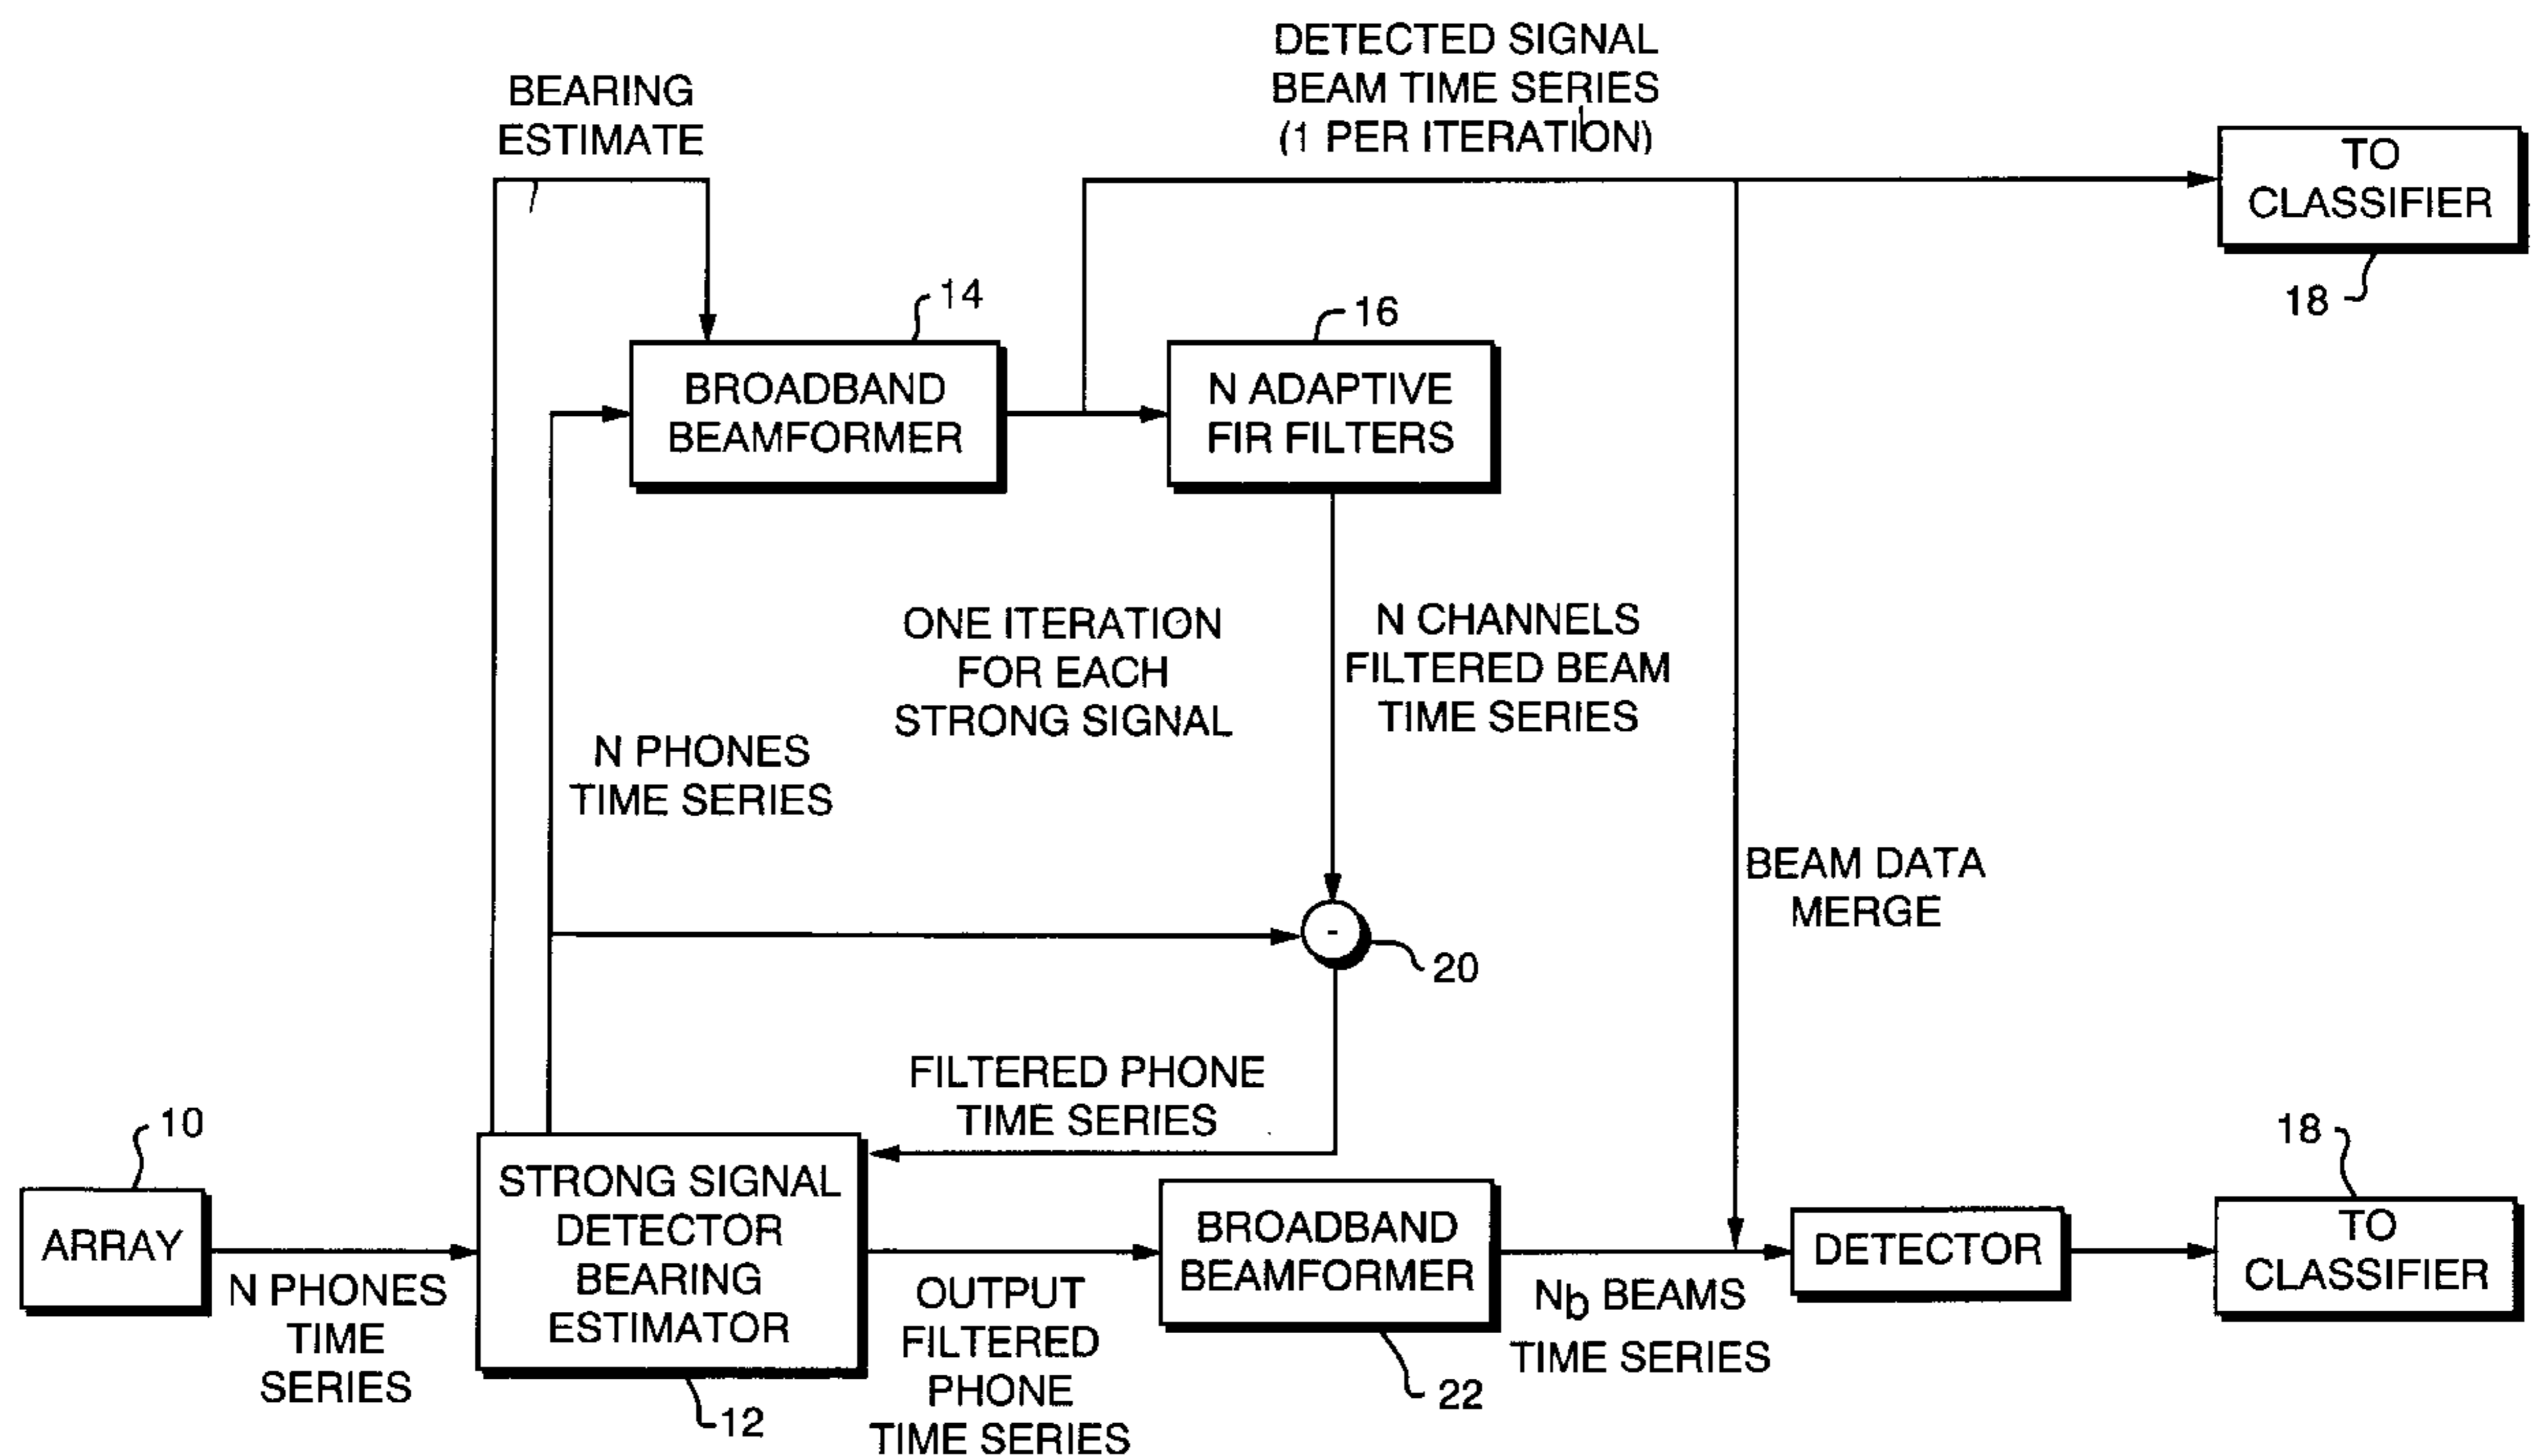 DETECTED SIGNAL
BEAM TIME SERIES
(1 PER ITERATION)
BEARING
ESTIMATE
TO
CLASSIFIER
18
14
16
BROADBAND
BEAMFORMER
N ADAPTIVE
FIR FILTERS
ONE ITERATION
FOR EACH
STRONG SIGNAL
N CHANNELS
FILTERED BEAM
TIME SERIES
N PHONES
TIME SERIES
BEAM DATA
MERGE
-
20
FILTERED PHONE
TIME SERIES
10
ARRAY
N PHONES
TIME
SERIES
STRONG SIGNAL
DETECTOR
BEARING
ESTIMATOR
12
OUTPUT
FILTERED
PHONE
TIME SERIES
BROADBAND
BEAMFORMER
22
Nb BEAMS
TIME SERIES
DETECTOR
18
TO
CLASSIFIER